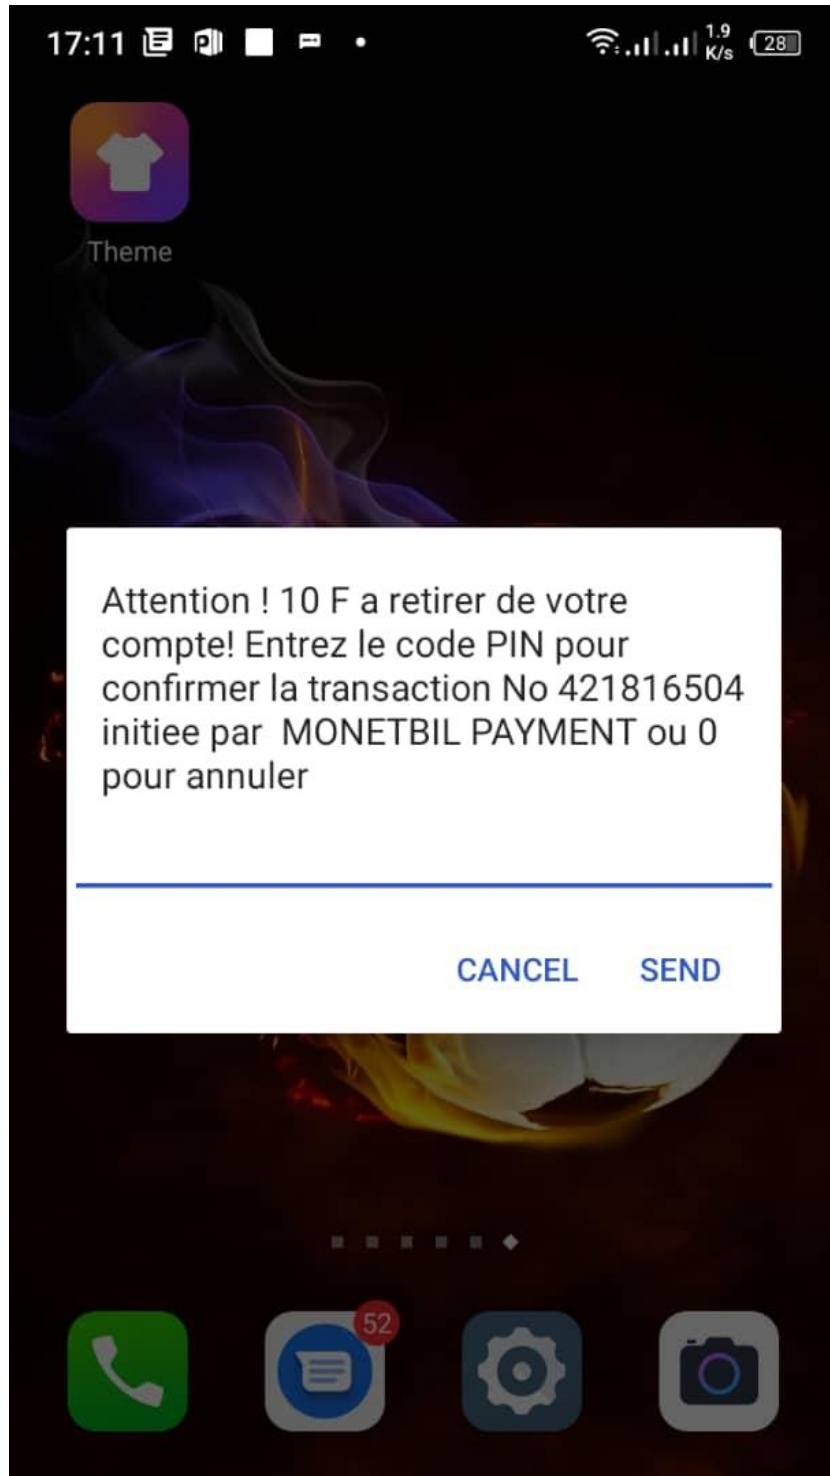 17:11
1.9
K/s
28
Theme
Attention ! 10 F a retirer de votre
compte! Entrez le code PIN pour
confirmer la transaction No 421816504
initiee par  MONETBIL PAYMENT ou 0
pour annuler
CANCEL SEND
52